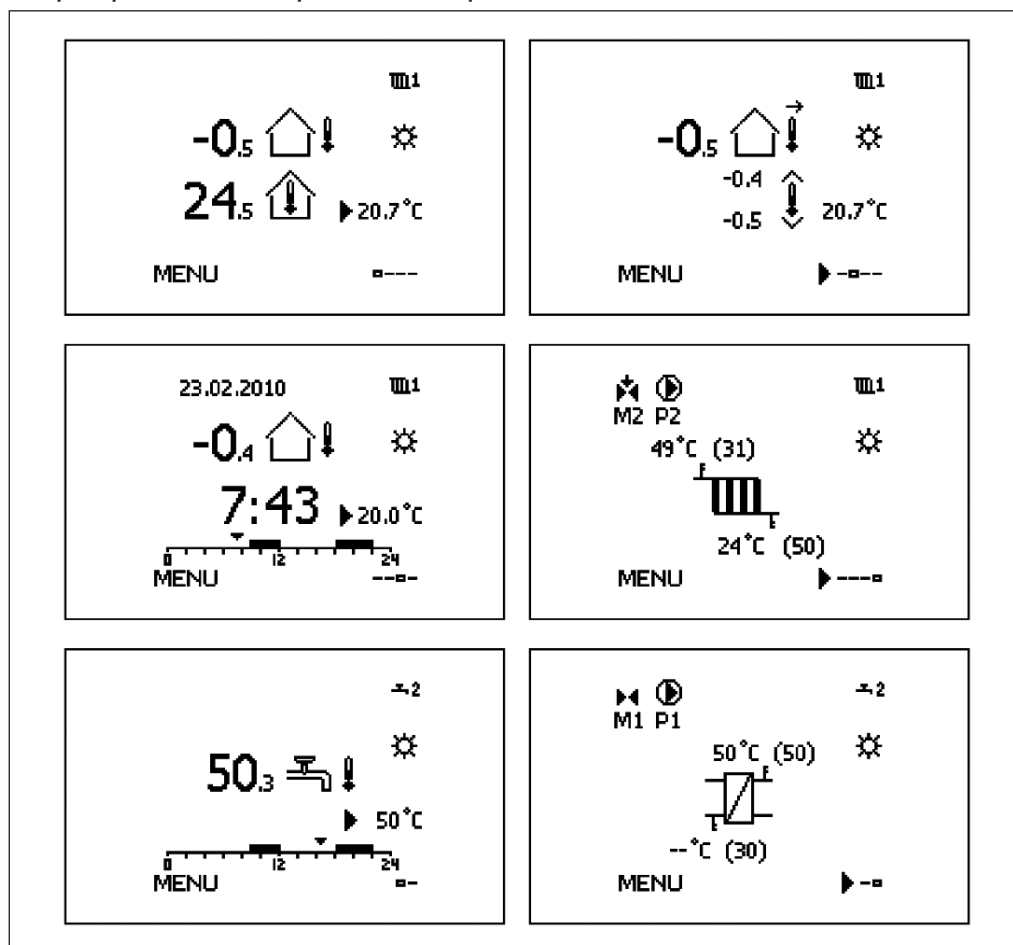 1
-0.5
24.5
20.7°C
MENU
1
-0.5
-0.4
-0.5
20.7°C
MENU
23.02.2010
1
-0.4
7:43
20.0°C
0 12 24
MENU
1
M2 P2
49°C (31)
24°C (50)
MENU
2
50.3
50°C
0 12 24
MENU
2
M1 P1
50°C (50)
--°C (30)
MENU